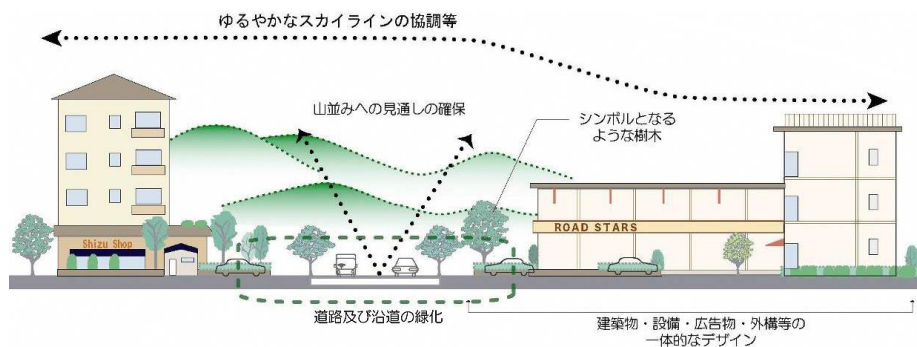 ゆるやかなスカイラインの協調等
山並みへの見通しの確保
シンボルとなる
ような樹木
Shizu Shop
ROAD STARS
道路及び沿道の緑化
建築物・設備・広告物・外構等の
一体的なデザイン